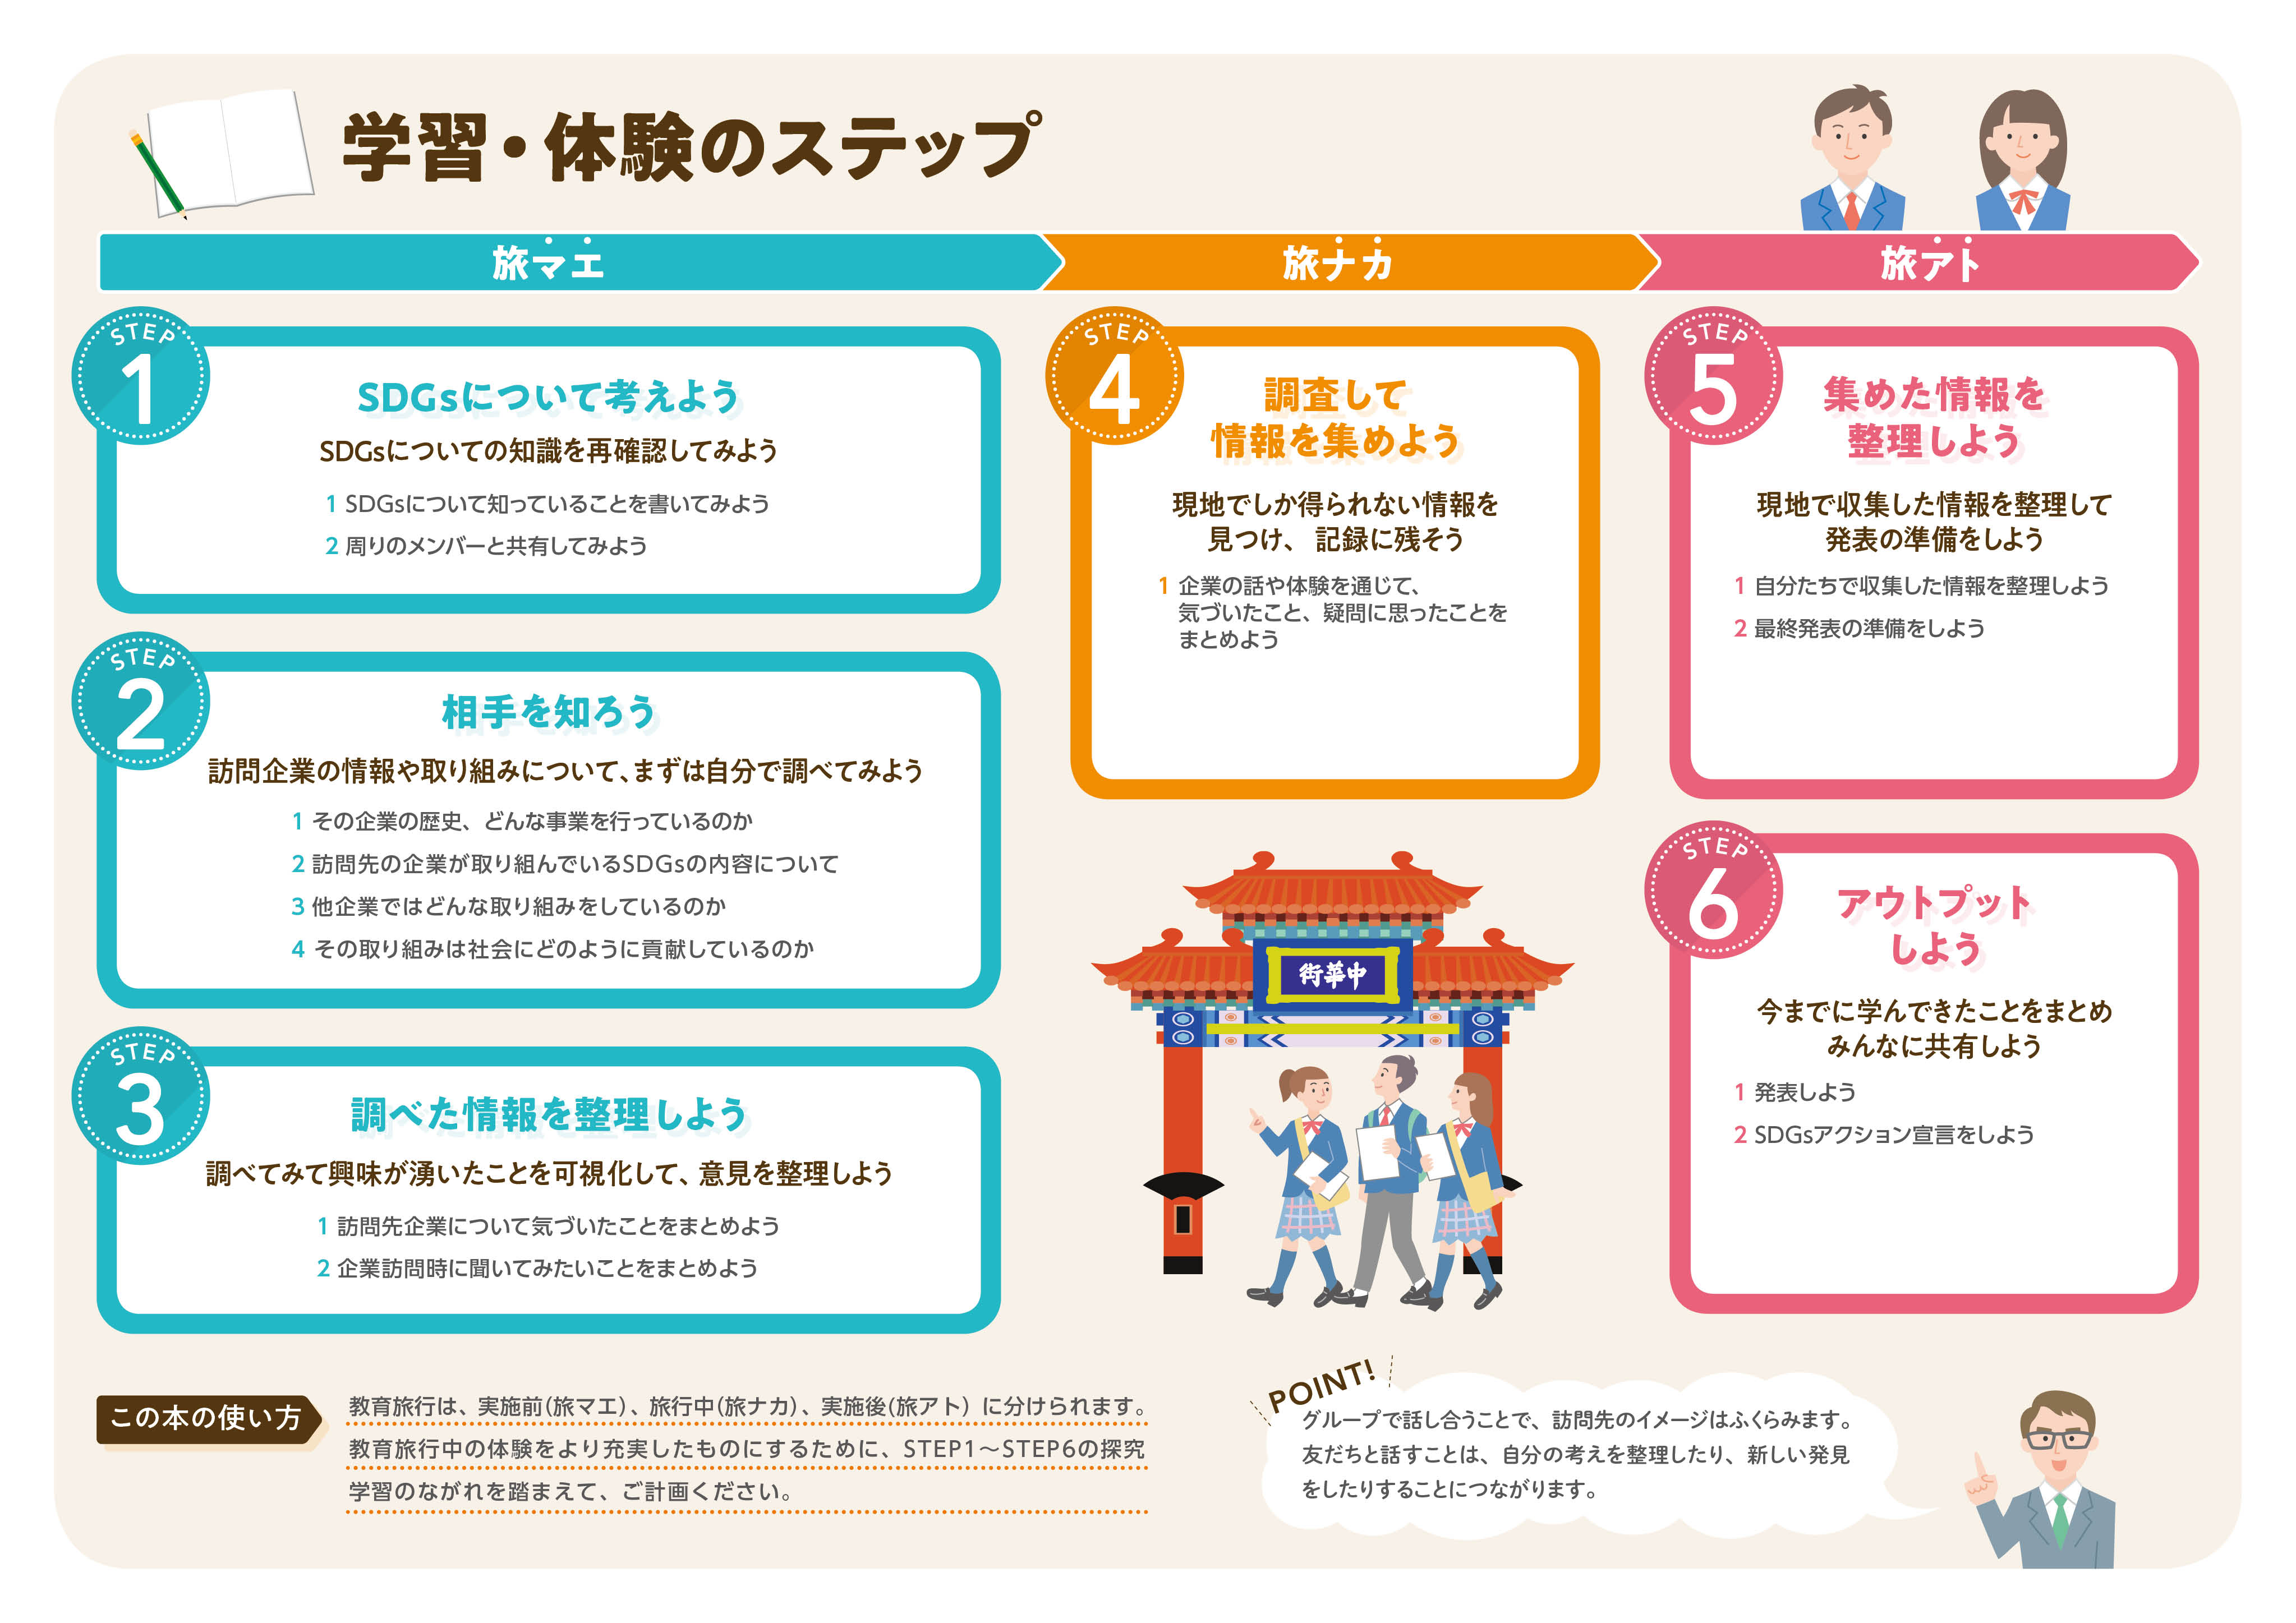 学習・体験のステップ
旅マエ
旅ナカ
旅アト
STEP
1
SDGsについて考えよう
SDGsについての知識を再確認してみよう
1 SDGsについて知っていることを書いてみよう
2 周りのメンバーと共有してみよう
STEP
2
相手を知ろう
訪問企業の情報や取り組みについて、まずは自分で調べてみよう
1 その企業の歴史、どんな事業を行っているのか
2 訪問先の企業が取り組んでいるSDGsの内容について
3 他企業ではどんな取り組みをしているのか
4 その取り組みは社会にどのように貢献しているのか
STEP
3
調べた情報を整理しよう
調べてみて興味が湧いたことを可視化して、意見を整理しよう
1 訪問先企業について気づいたことをまとめよう
2 企業訪問時に聞いてみたいことをまとめよう
STEP
4
調査して
情報を集めよう
現地でしか得られない情報を
見つけ、記録に残そう
1 企業の話や体験を通じて、
気づいたこと、疑問に思ったことを
まとめよう
街華中
STEP
5
集めた情報を
整理しよう
現地で収集した情報を整理して
発表の準備をしよう
1 自分たちで収集した情報を整理しよう
2 最終発表の準備をしよう
STEP
6
アウトプット
しよう
今までに学んできたことをまとめ
みんなに共有しよう
1 発表しよう
2 SDGsアクション宣言をしよう
この本の使い方
教育旅行は、実施前(旅マエ)、旅行中(旅ナカ)、実施後(旅アト)に分けられます。
教育旅行中の体験をより充実したものにするために、STEP1～STEP6の探究
学習のながれを踏まえて、ご計画ください。
POINT!
グループで話し合うことで、訪問先のイメージはふくらみます。
友だちと話すことは、自分の考えを整理したり、新しい発見
をしたりすることにつながります。